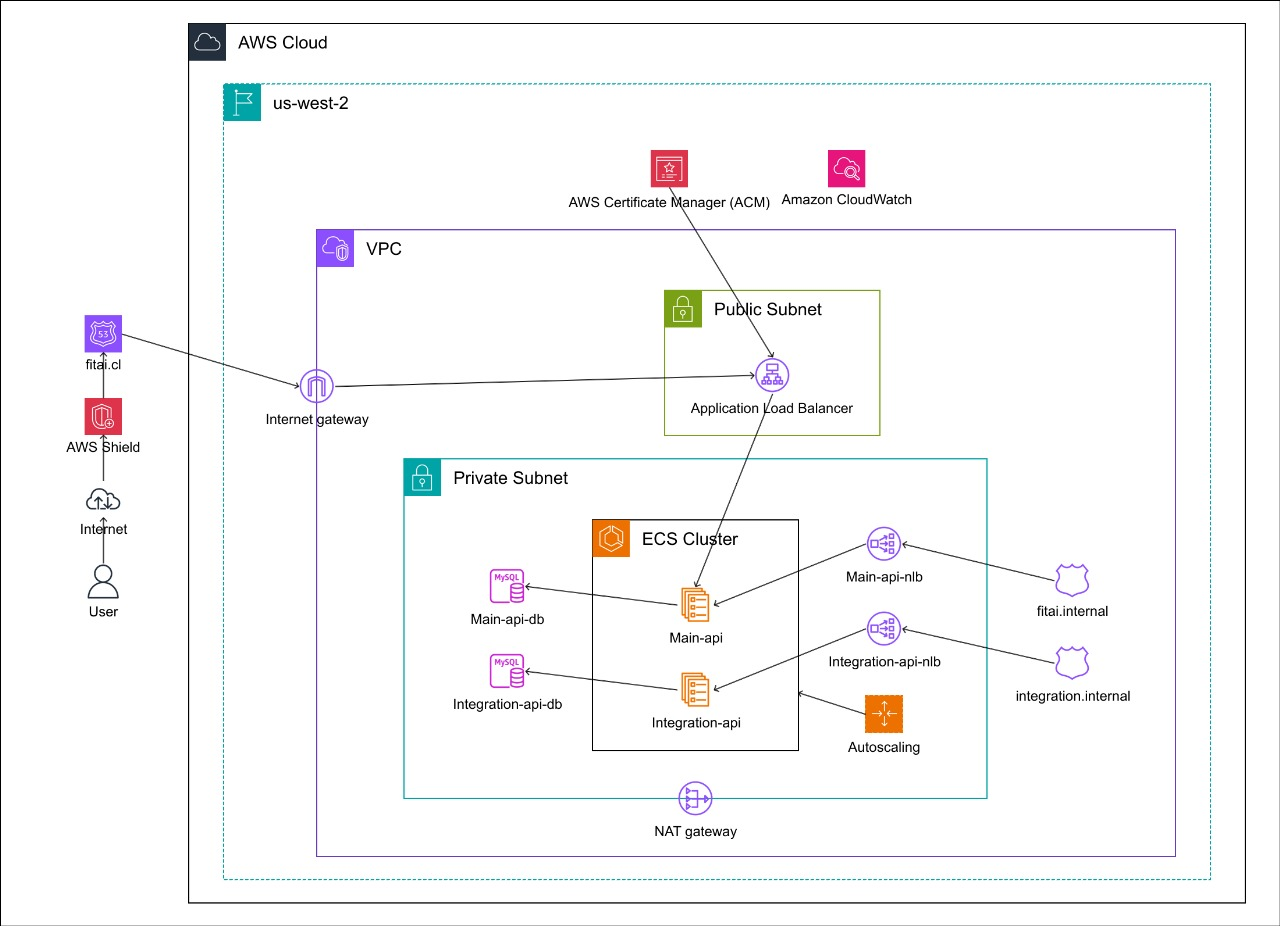 AWS Cloud
us-west-2
AWS Certificate Manager (ACM)
Amazon CloudWatch
VPC
Public Subnet
53
fitai.cl
Internet gateway
Application Load Balancer
AWS Shield
Private Subnet
Internet
ECS Cluster
User
MySQL
Main-api-db
Main-api
Main-api-nlb
fitai.internal
MySQL
Integration-api-db
Integration-api
Integration-api-nlb
integration.internal
Autoscaling
NAT gateway